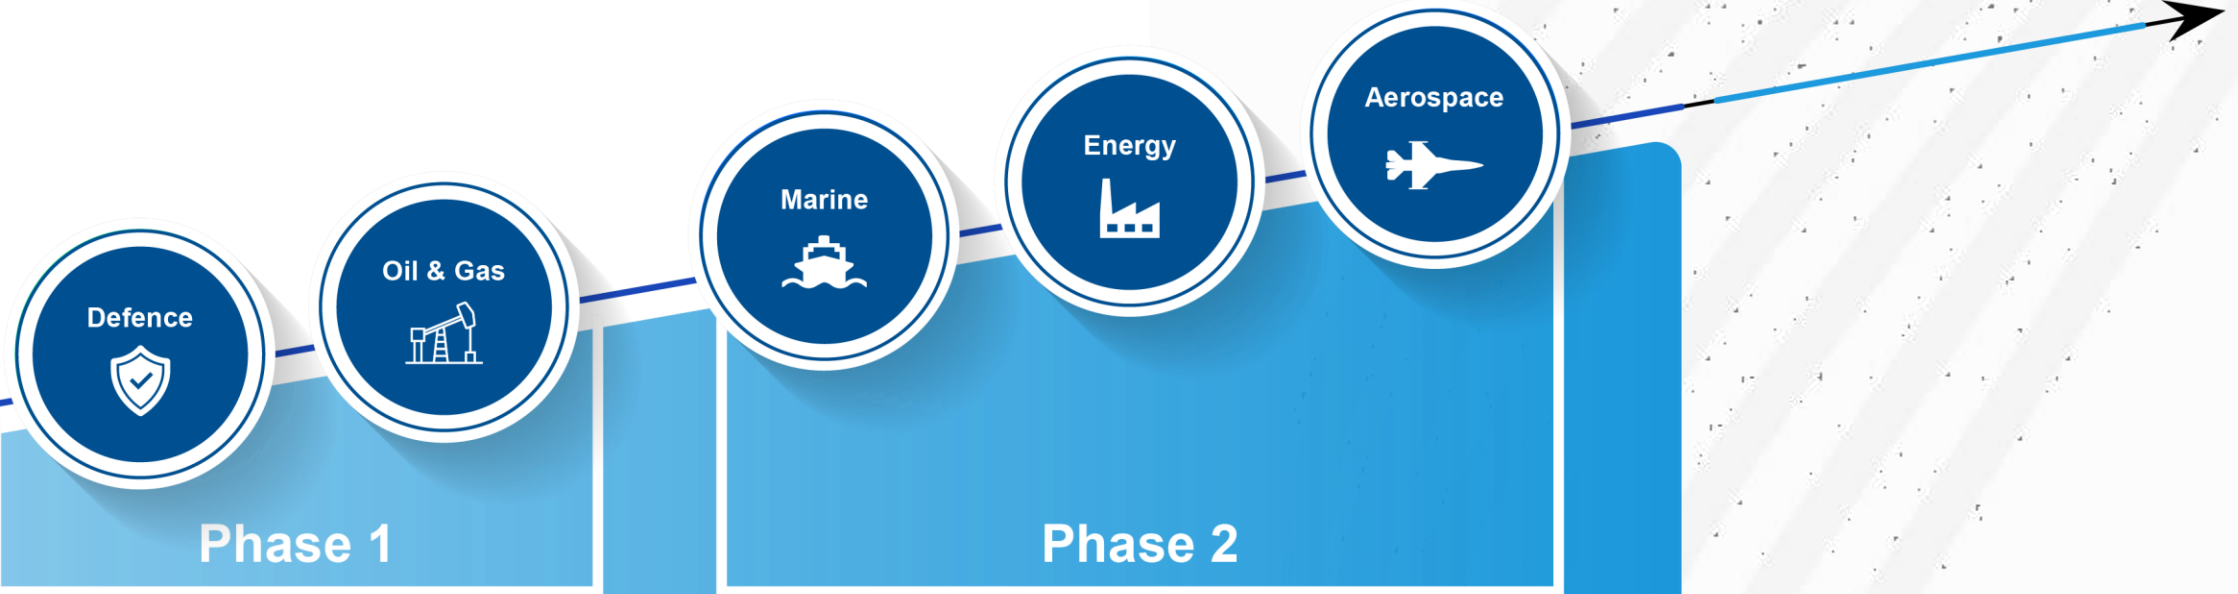 Defence
Oil & Gas
Marine
Energy
Aerospace
Phase 1
Phase 2